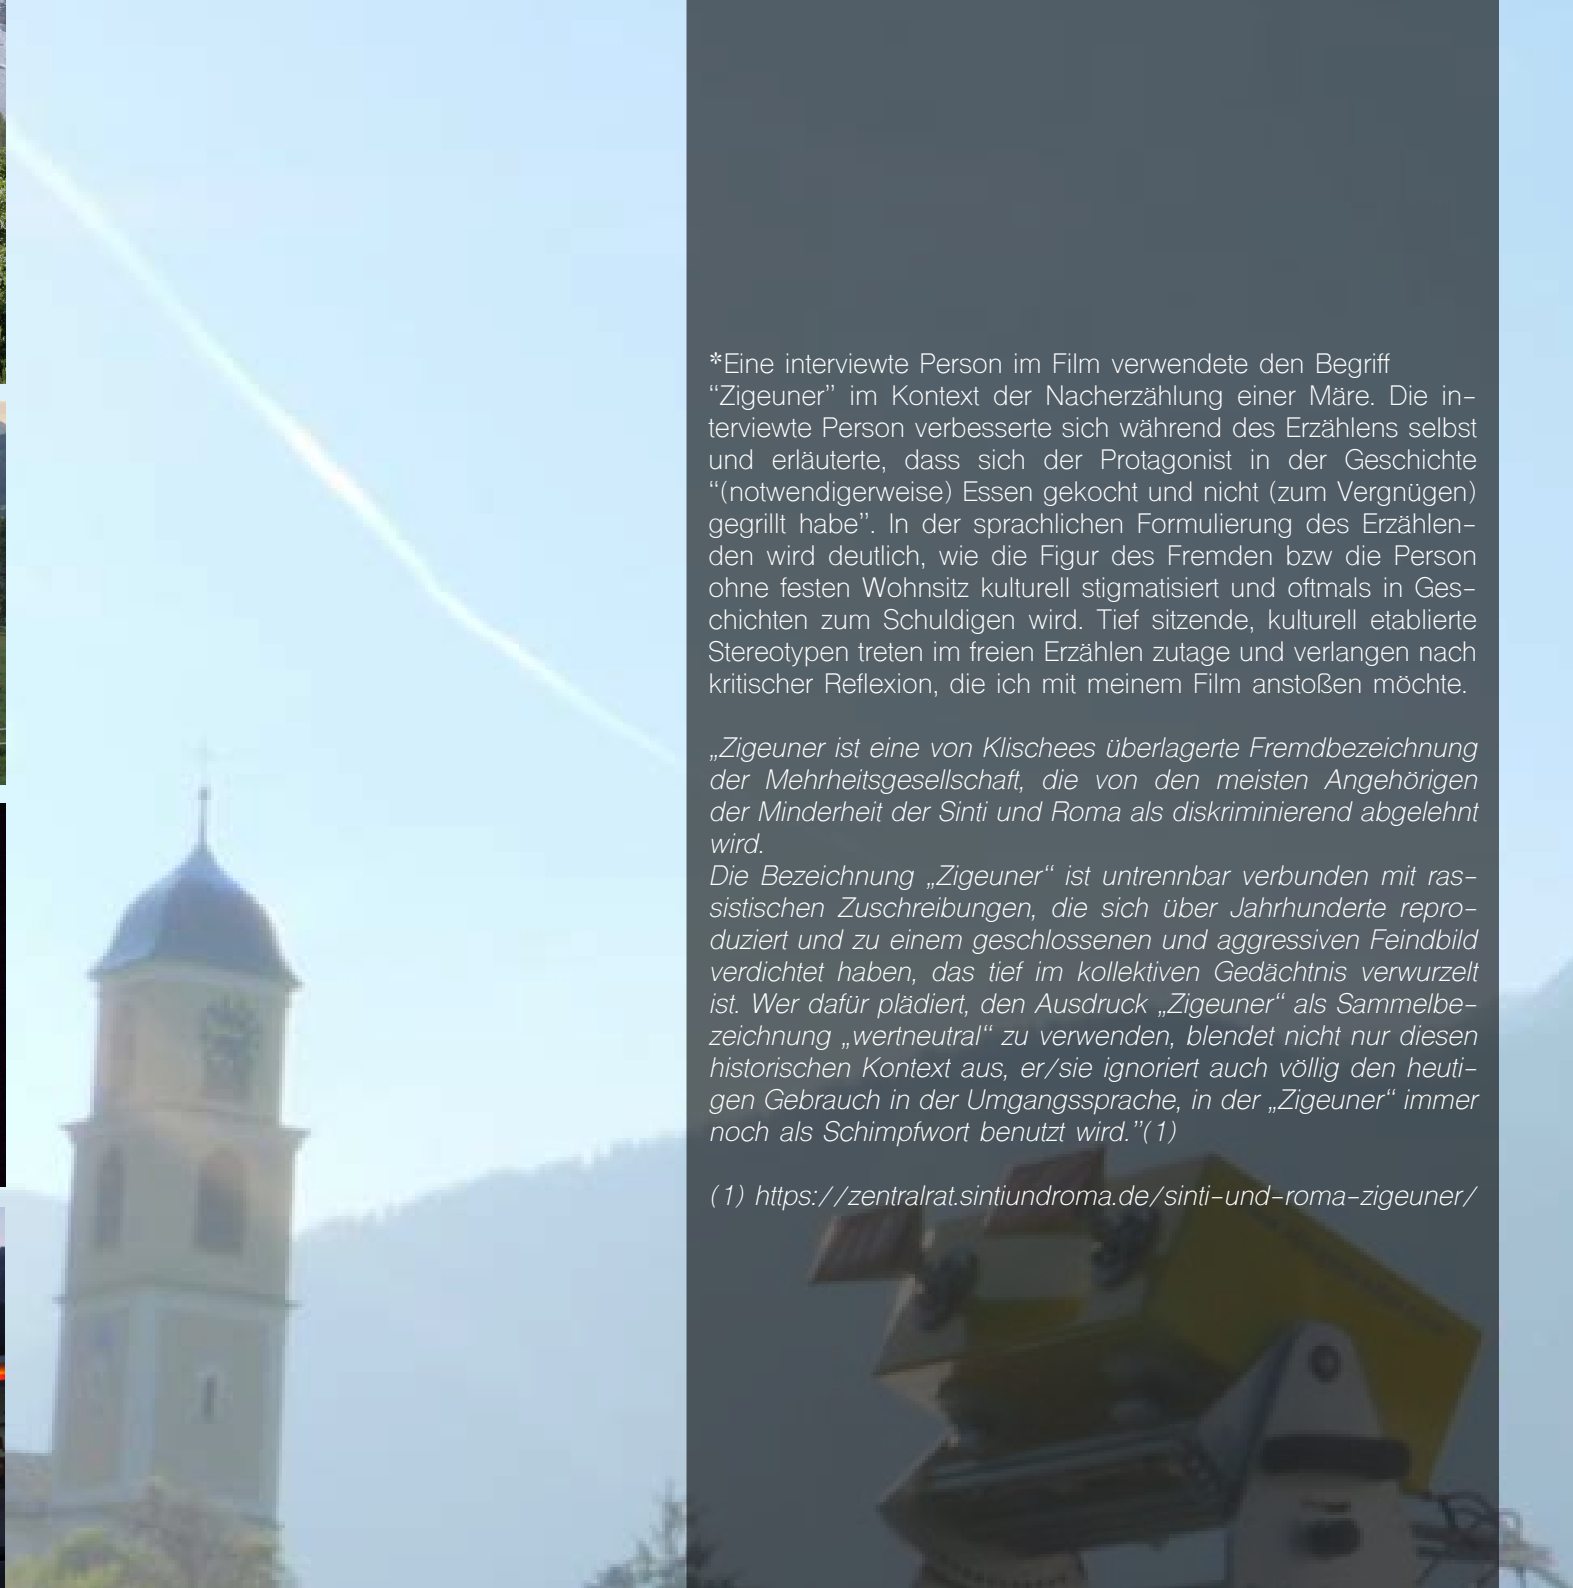 *Eine interviewte Person im Film verwendete den Begriff
“Zigeuner” im Kontext der Nacherzählung einer Märe. Die in-
terviewte Person verbesserte sich während des Erzählens selbst
und erläuterte, dass sich der Protagonist in der Geschichte
“(notwendigerweise) Essen gekocht und nicht (zum Vergnügen)
gegrillt habe”. In der sprachlichen Formulierung des Erzählen-
den wird deutlich, wie die Figur des Fremden bzw die Person
ohne festen Wohnsitz kulturell stigmatisiert und oftmals in Ges-
chichten zum Schuldigen wird. Tief sitzende, kulturell etablierte
Stereotypen treten im freien Erzählen zutage und verlangen nach
kritischer Reflexion, die ich mit meinem Film anstoßen möchte.
„Zigeuner ist eine von Klischees überlagerte Fremdbezeichnung
der Mehrheitsgesellschaft, die von den meisten Angehörigen
der Minderheit der Sinti und Roma als diskriminierend abgelehnt
wird.
Die Bezeichnung „Zigeuner“ ist untrennbar verbunden mit ras-
sistischen Zuschreibungen, die sich über Jahrhunderte repro-
duziert und zu einem geschlossenen und aggressiven Feindbild
verdichtet haben, das tief im kollektiven Gedächtnis verwurzelt
ist. Wer dafür plädiert, den Ausdruck „Zigeuner“ als Sammelbe-
zeichnung „wertneutral“ zu verwenden, blendet nicht nur diesen
historischen Kontext aus, er/sie ignoriert auch völlig den heuti-
gen Gebrauch in der Umgangssprache, in der „Zigeuner“ immer
noch als Schimpfwort benutzt wird.”(1)
(1) https://zentralrat.sintiundroma.de/sinti-und-roma-zigeuner/